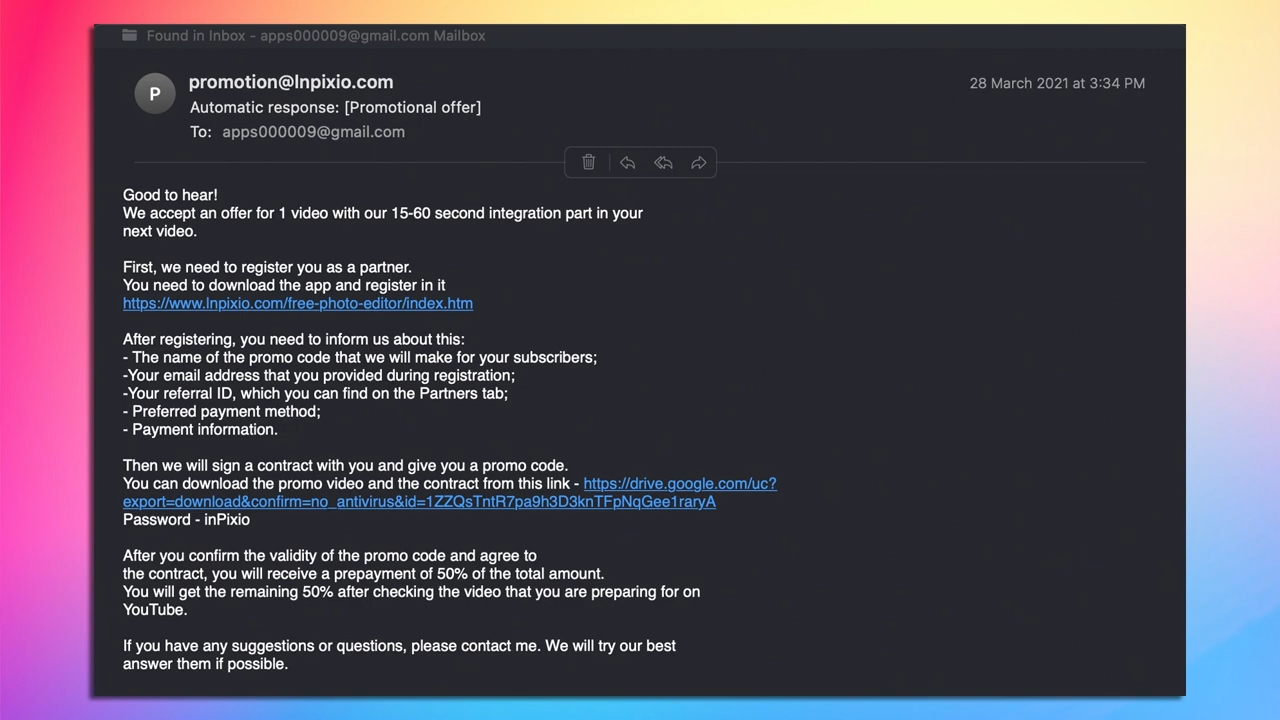 Found in Inbox - apps000009@gmail.com Mailbox
P
promotion@lnpixio.com
28 March 2021 at 3:34 PM
Automatic response: [Promotional offer]
To: apps000009@gmail.com
Good to hear!
We accept an offer for 1 video with our 15-60 second integration part in your
next video.
First, we need to register you as a partner.
You need to download the app and register in it
https://www.lnpixio.com/free-photo-editor/index.htm
After registering, you need to inform us about this:
- The name of the promo code that we will make for your subscribers;
-Your email address that you provided during registration;
-Your referral ID, which you can find on the Partners tab;
- Preferred payment method;
- Payment information.
Then we will sign a contract with you and give you a promo code.
You can download the promo video and the contract from this link - https://drive.google.com/uc?
export=download&confirm=no_antivirus&id=1ZZQsTntR7pa9h3D3knTFpNqGee1raryA
Password - inPixio
After you confirm the validity of the promo code and agree to
the contract, you will receive a prepayment of 50% of the total amount.
You will get the remaining 50% after checking the video that you are preparing for on
YouTube.
If you have any suggestions or questions, please contact me. We will try our best
answer them if possible.